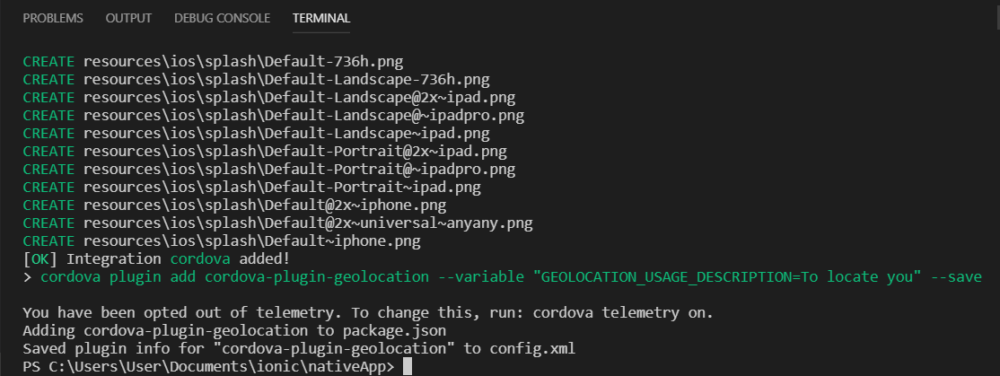 PROBLEMS OUTPUT DEBUG CONSOLE TERMINAL
CREATE resources\ios\splash\Default-736h.png
CREATE resources\ios\splash\Default-Landscape-736h.png
CREATE resources\ios\splash\Default-Landscape@2x~ipad.png
CREATE resources\ios\splash\Default-Landscape@~ipadpro.png
CREATE resources\ios\splash\Default-Landscape~ipad.png
CREATE resources\ios\splash\Default-Portrait@2x~ipad.png
CREATE resources\ios\splash\Default-Portrait@~ipadpro.png
CREATE resources\ios\splash\Default-Portrait~ipad.png
CREATE resources\ios\splash\Default@2x~iphone.png
CREATE resources\ios\splash\Default@2x~universal~anyany.png
CREATE resources\ios\splash\Default~iphone.png
[OK] Integration cordova added!
> cordova plugin add cordova-plugin-geolocation --variable "GEOLOCATION_USAGE_DESCRIPTION=To locate you" --save
You have been opted out of telemetry. To change this, run: cordova telemetry on.
Adding cordova-plugin-geolocation to package.json
Saved plugin info for "cordova-plugin-geolocation" to config.xml
PS C:\Users\User\Documents\ionic\nativeApp>